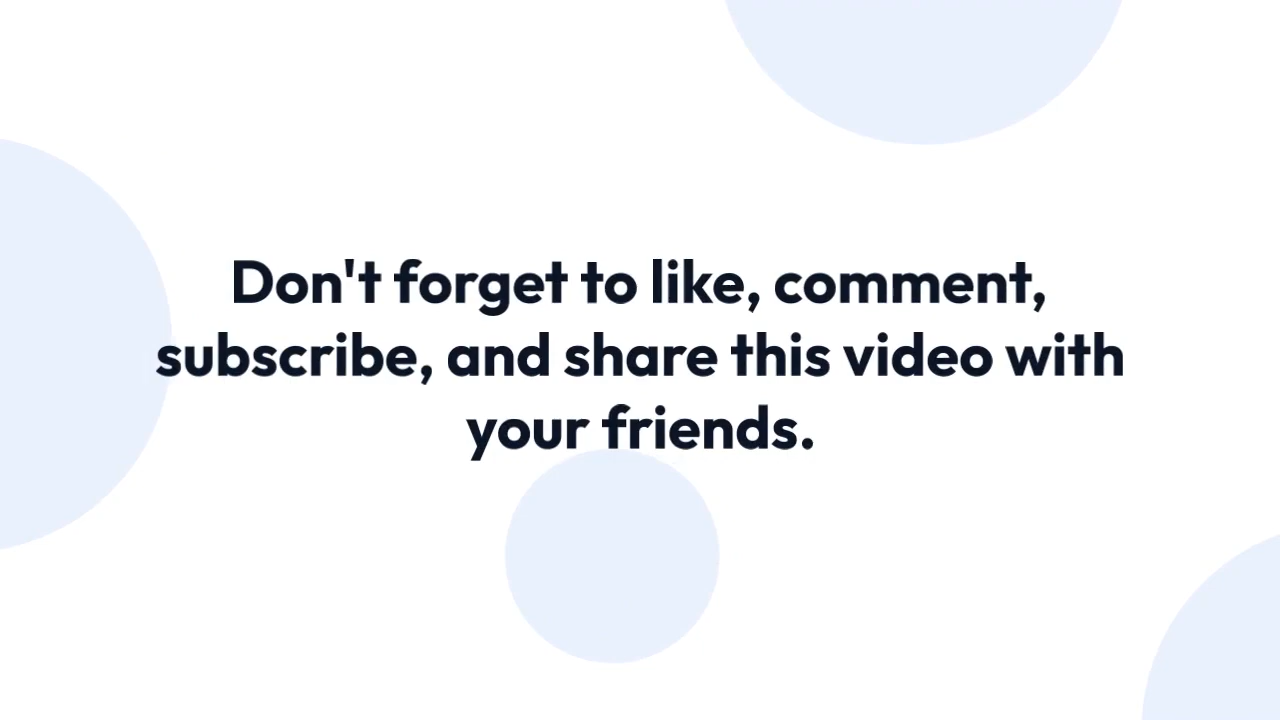 Don't forget to like, comment,
subscribe, and share this video with
your friends.